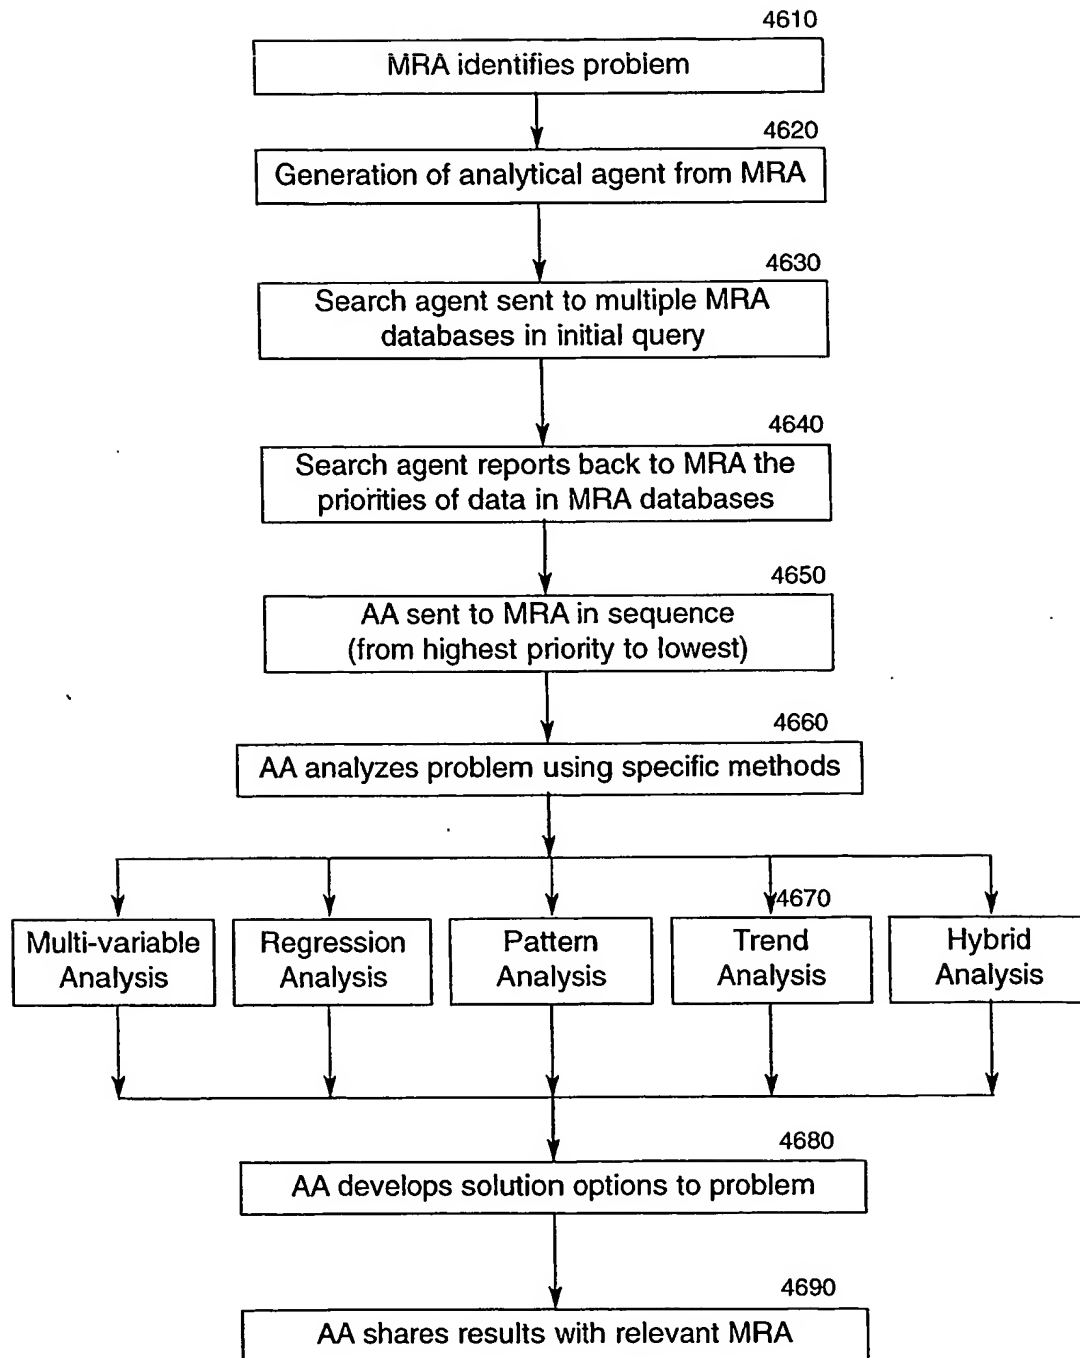 4610
MRA identifies problem
4620
Generation of analytical agent from MRA
4630
Search agent sent to multiple MRA
databases in initial query
4640
Search agent reports back to MRA the
priorities of data in MRA databases
4650
AA sent to MRA in sequence
(from highest priority to lowest)
4660
AA analyzes problem using specific methods
4670
Multi-variable
Analysis
Regression
Analysis
Pattern
Analysis
Trend
Analysis
Hybrid
Analysis
4680
AA develops solution options to problem
4690
AA shares results with relevant MRA